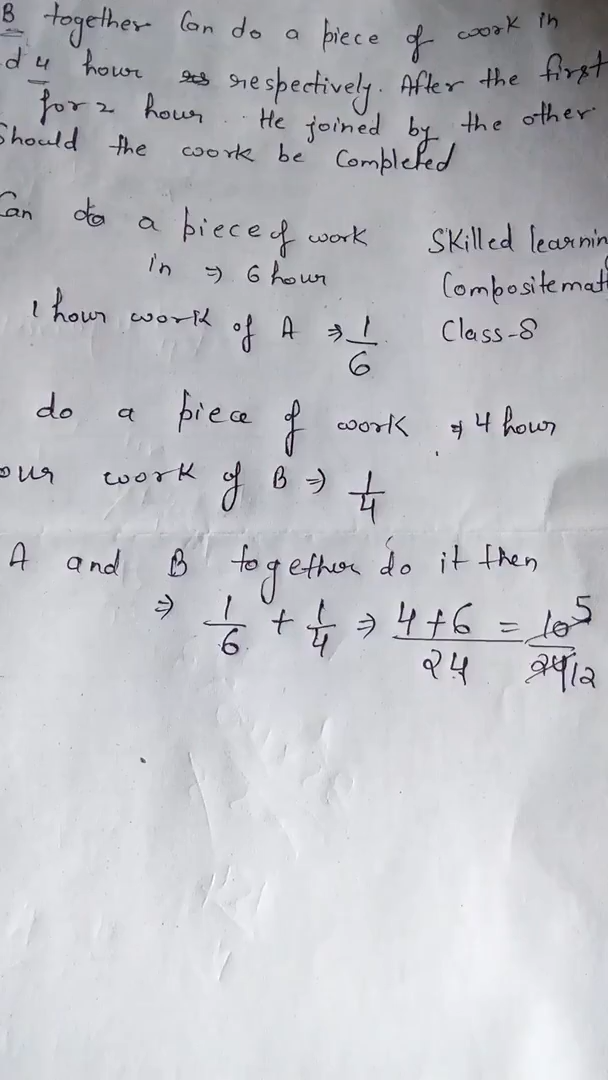 B together Can do a piece of work in
d 4 hour respectively. After the first
for 2 hour. He joined by the other.
Should the work be Completed
Can do a piece of work
in ⇒ 6 hour
Skilled learnin
Compositemat
Class-8
1 hour work of A ⇒ 1/6
do a piece of work ⇒ 4 hour
our work of B ⇒ 1/4
A and B together do it then
⇒ 1/6 + 1/4 ⇒ 4+6/24 = 10/24 5/12